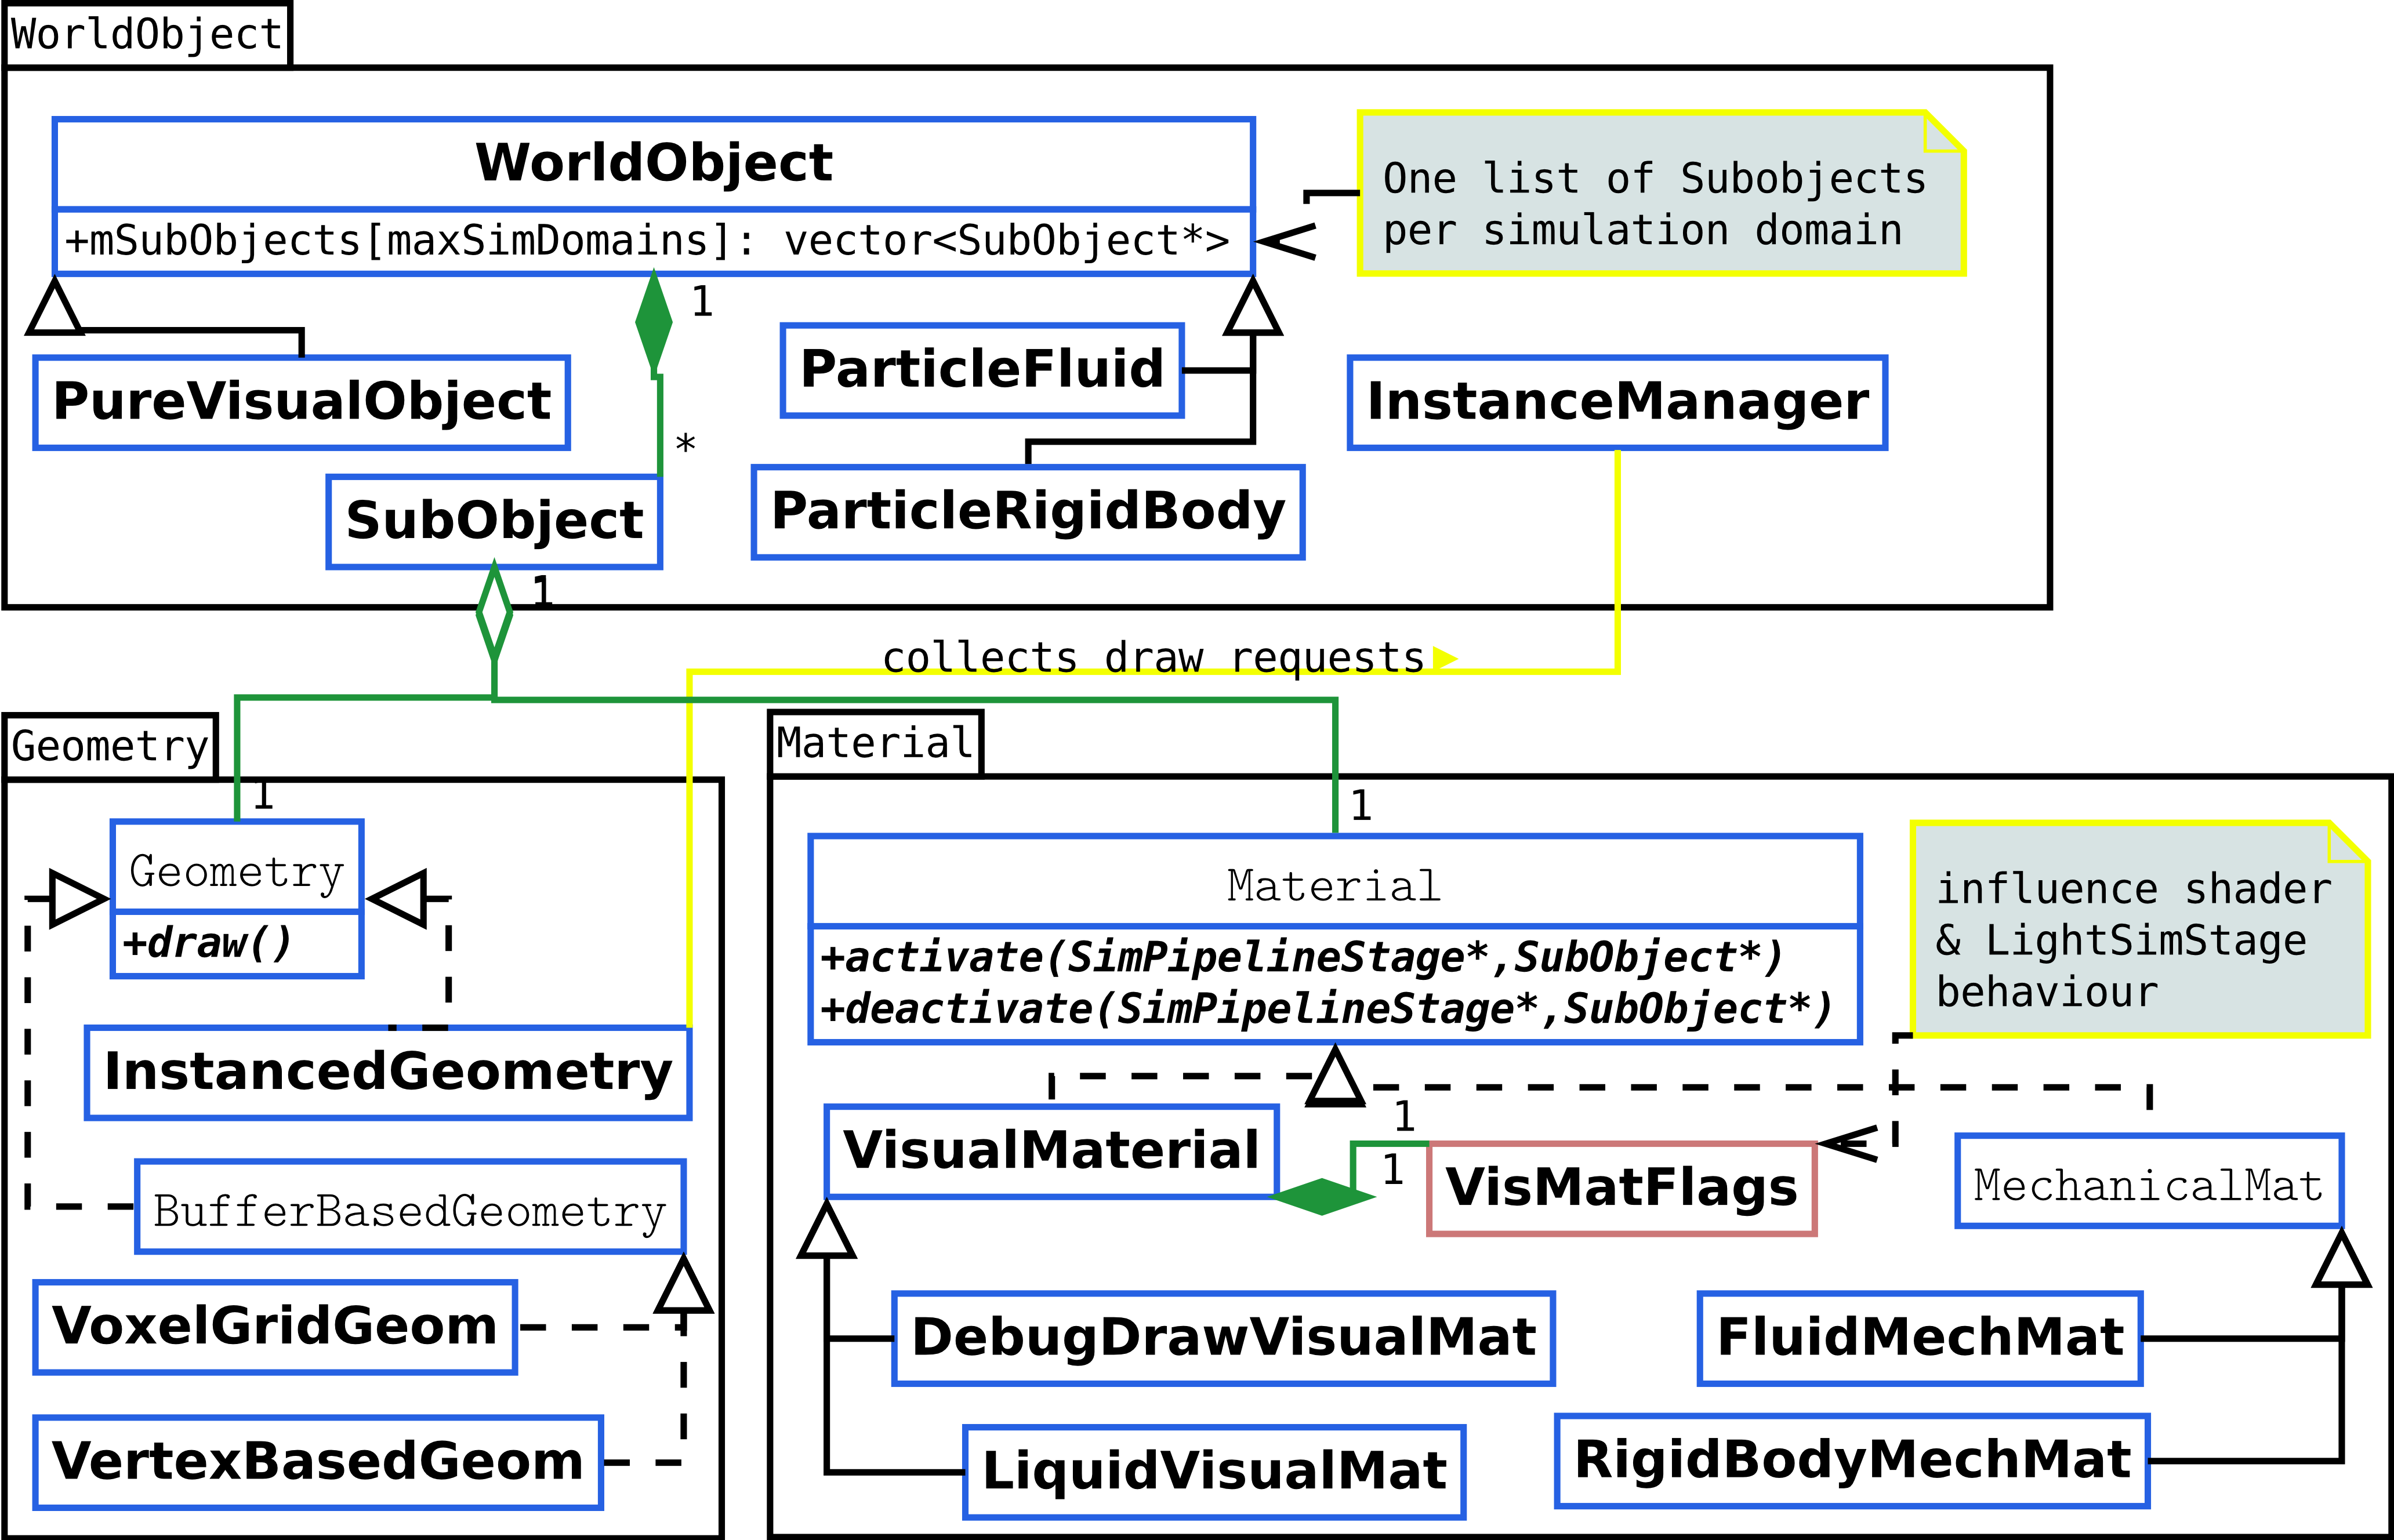 WorldObject
WorldObject
+mSubObjects[maxSimDomains]: vector<SubObject*>
One list of Subobjects
per simulation domain
1
ParticleFluid
PureVisualObject
InstanceManager
*
SubObject
ParticleRigidBody
1
collects draw requests
Geometry
Material
1
1
Geometry
+draw()
Material
+activate(SimPipelineStage*,SubObject*)
+deactivate(SimPipelineStage*,SubObject*)
influence shader
& LightSimStage
behaviour
InstancedGeometry
BufferBasedGeometry
VoxelGridGeom
VertexBasedGeom
1
VisualMaterial
1
VisMatFlags
MechanicalMat
DebugDrawVisualMat
FluidMechMat
LiquidVisualMat
RigidBodyMechMat